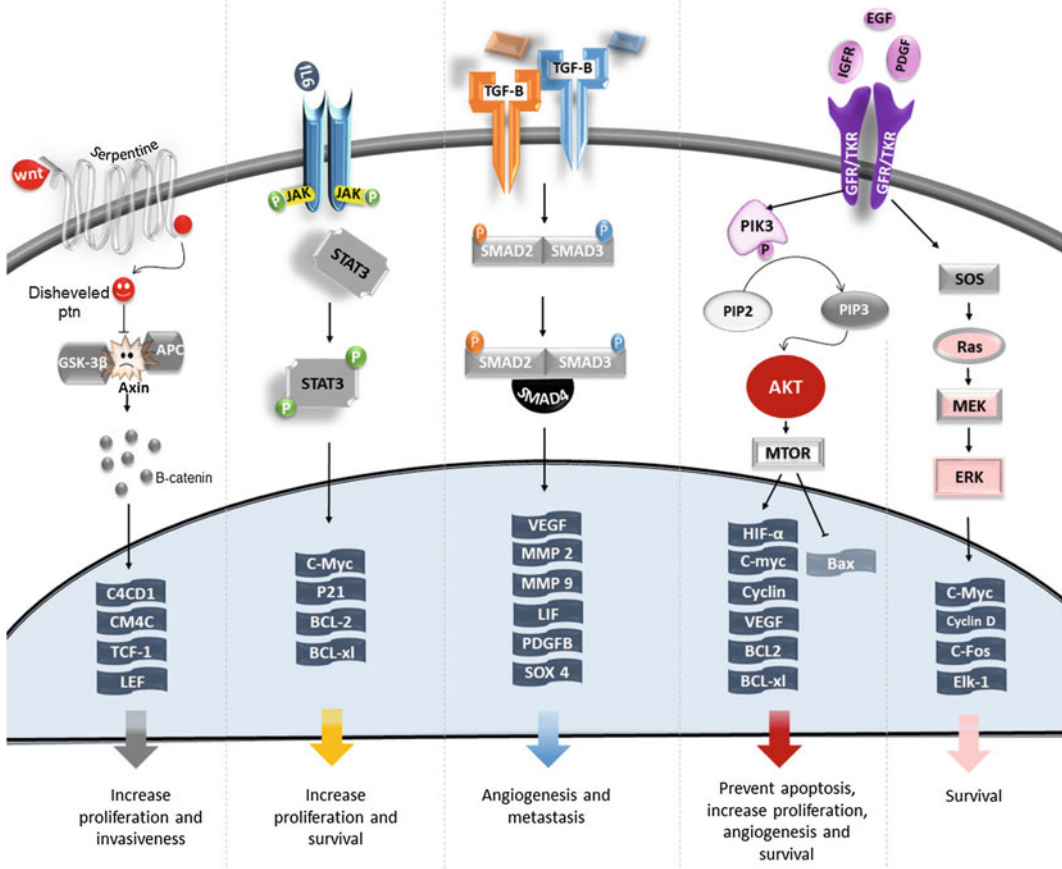 wnt
Serpentine
Disheveled
ptn
GSK-3β
APC
Axin
B-catenin
C4CD1
CM4C
TCF-1
LEF
Increase
proliferation and
invasiveness
IL6
P
JAK
JAK
P
STAT3
P
STAT3
P
C-Myc
P21
BCL-2
BCL-xl
Increase
proliferation and
survival
TGF-B
TGF-B
P
P
SMAD2
SMAD3
P
P
SMAD2
SMAD3
SMAD4
VEGF
MMP 2
MMP 9
LIF
PDGFB
SOX 4
Angiogenesis and
metastasis
EGF
IGFR
PDGF
GFR/TKR
GFR/TKR
PIK3
P
PIP2
PIP3
AKT
MTOR
HIF-α
C-myc
Cyclin
VEGF
BCL2
BCL-xl
Bax
Prevent apoptosis,
increase proliferation,
angiogenesis and
survival
SOS
Ras
MEK
ERK
C-Myc
Cyclin D
C-Fos
Elk-1
Survival